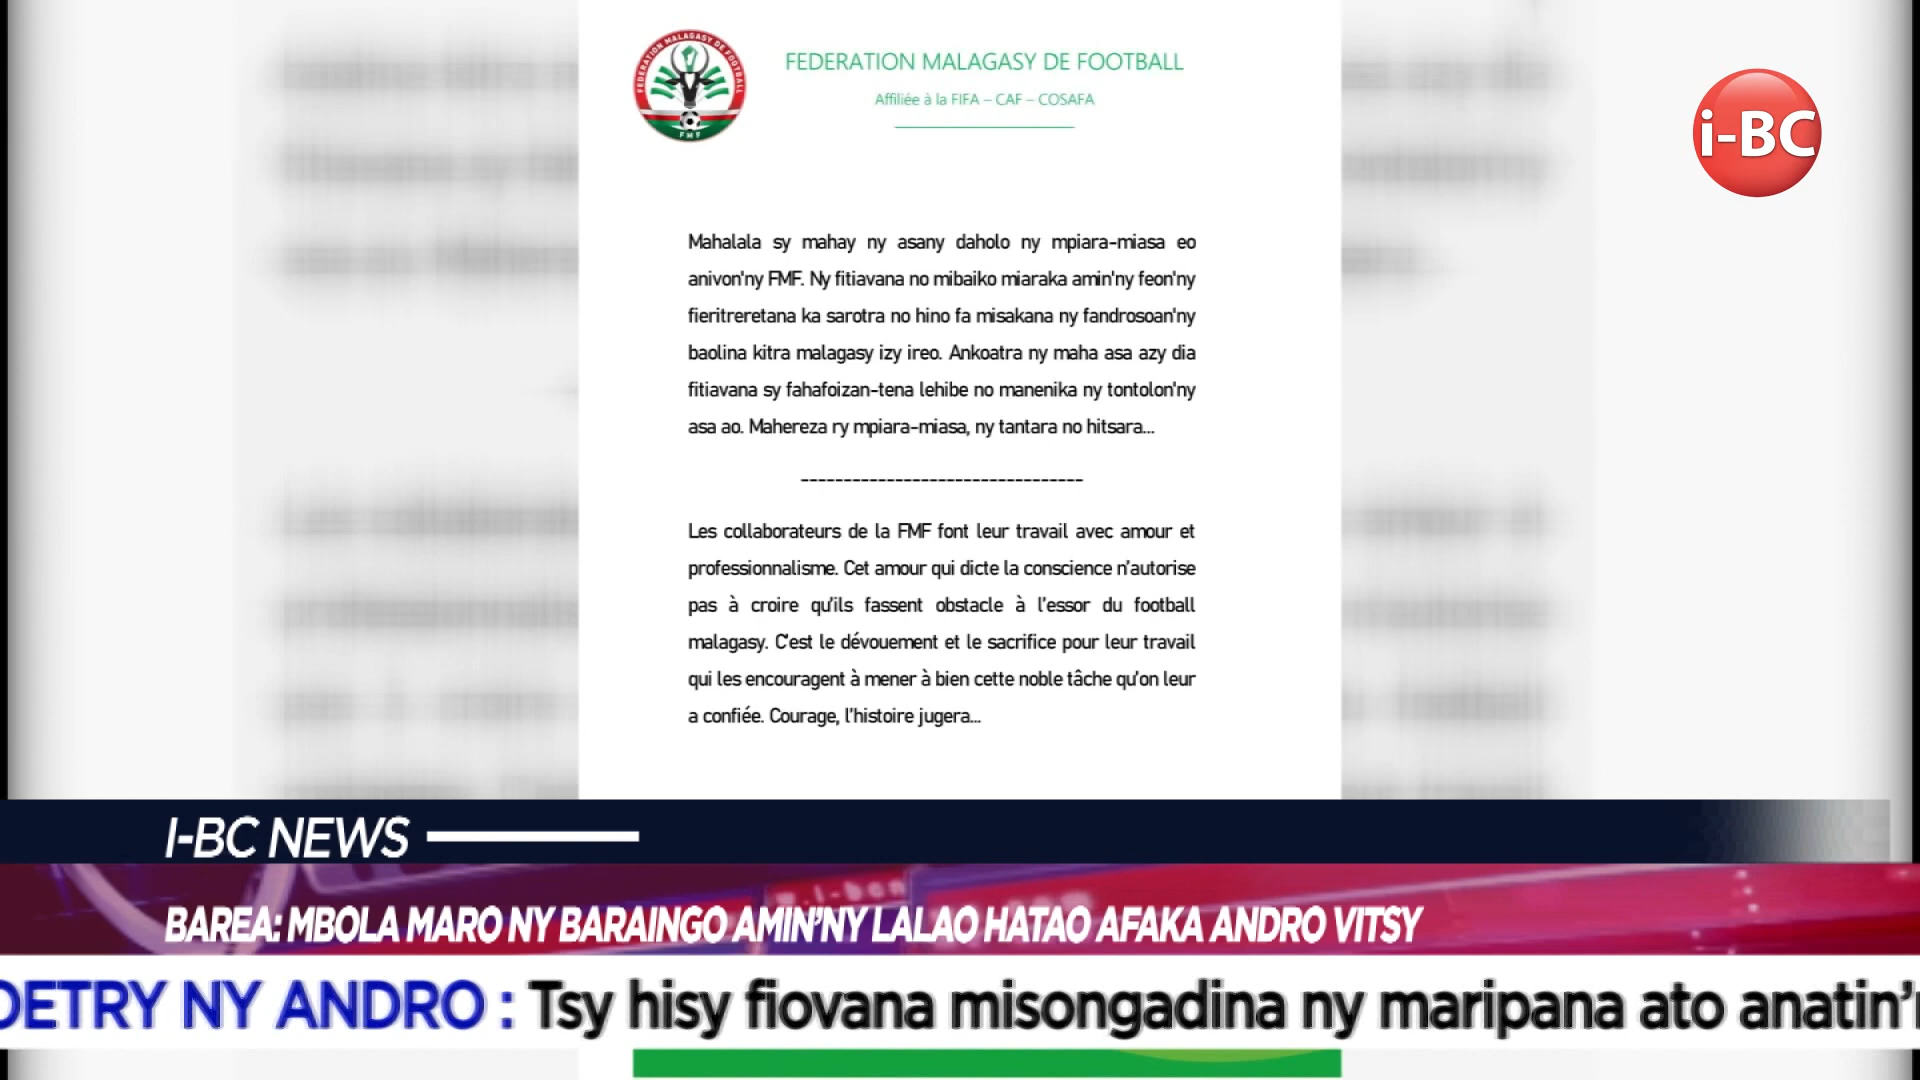 FEDERATION MALAGASY DE FOOTBALL
FMF
FEDERATION MALAGASY DE FOOTBALL
Affiliée à la FIFA – CAF – COSAFA
i-BC
Mahalala sy mahay ny asany daholo ny mpiara-miasa eo
anivon'ny FMF. Ny fitiavana no mibaiko miaraka amin'ny feon'ny
fieritreretana ka sarotra no hino fa misakana ny fandrosoan'ny
baolina kitra malagasy izy ireo. Ankoatra ny maha asa azy dia
fitiavana sy fahafoizan-tena lehibe no manenika ny tontolon'ny
asa ao. Mahereza ry mpiara-miasa, ny tantara no hitsara...
---------------------------------
Les collaborateurs de la FMF font leur travail avec amour et
professionnalisme. Cet amour qui dicte la conscience n'autorise
pas à croire qu'ils fassent obstacle à l'essor du football
malagasy. C'est le dévouement et le sacrifice pour leur travail
qui les encouragent à mener à bien cette noble tâche qu'on leur
a confiée. Courage, l'histoire jugera...
I-BC NEWS
BAREA: MBOLA MARO NY BARAINGO AMIN'NY LALAO HATAO AFAKA ANDRO VITSY
OETRY NY ANDRO : Tsy hisy fiovana misongadina ny maripana ato anatin'n